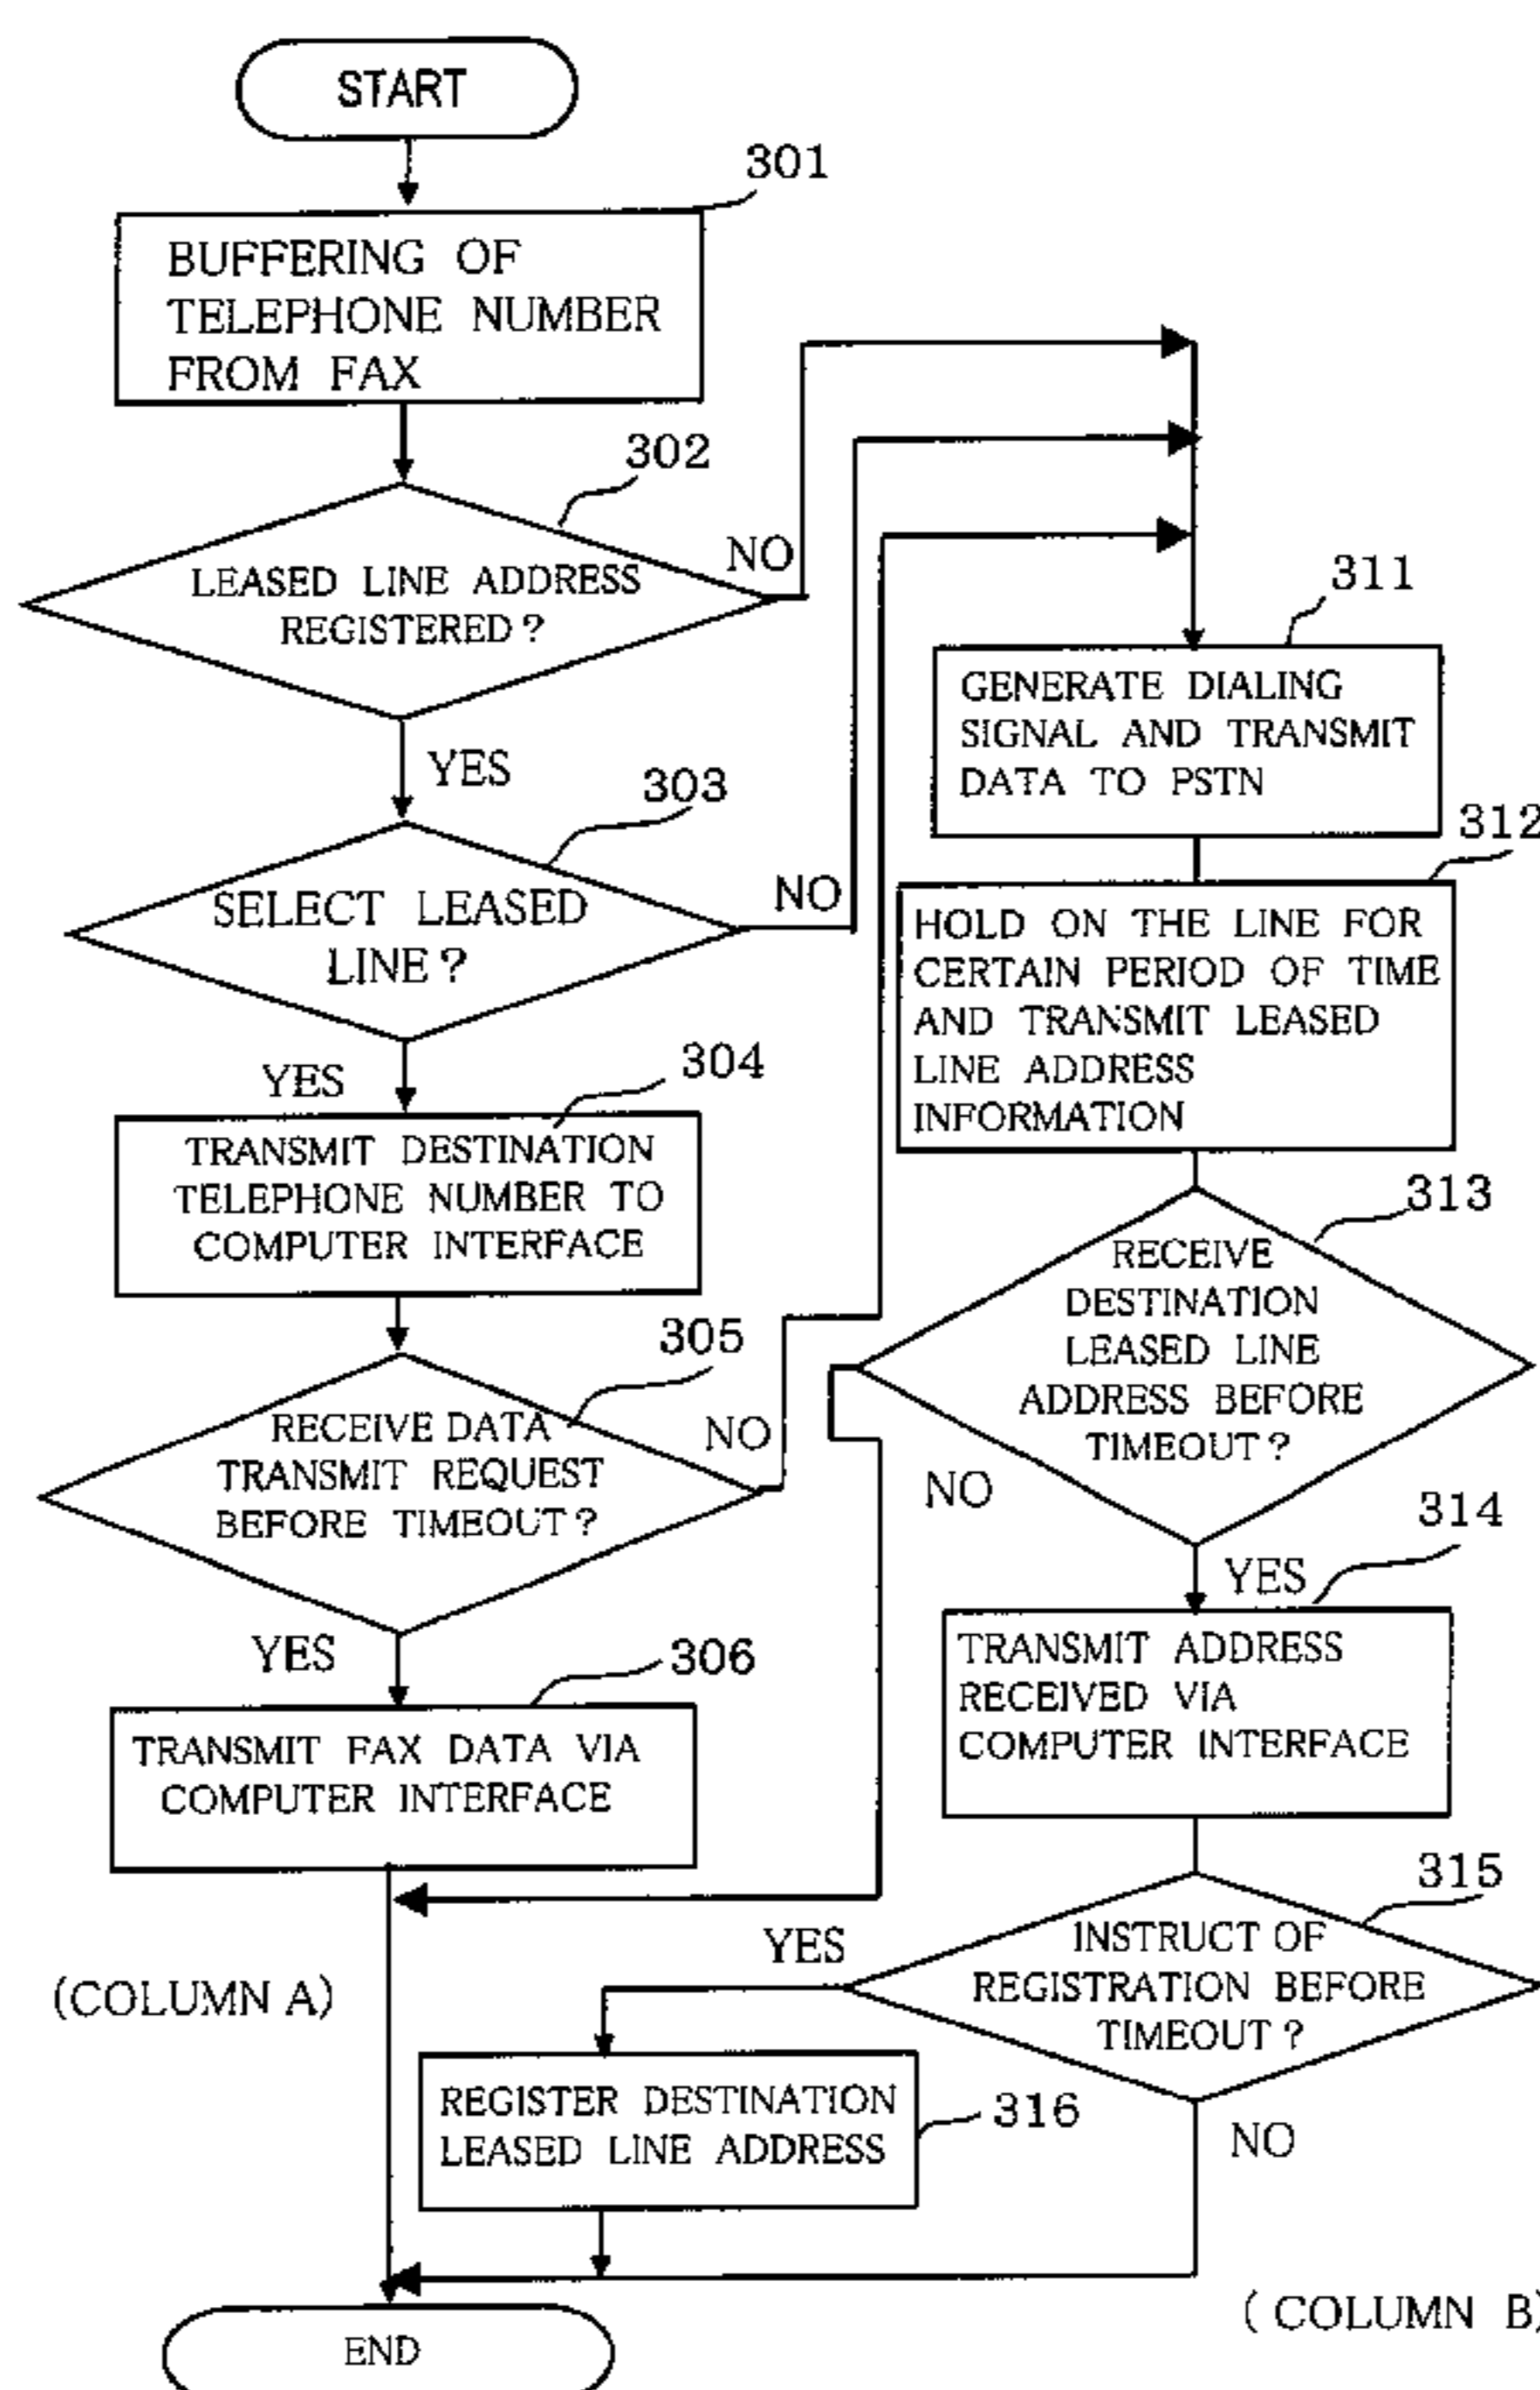 START
301
BUFFERING OF
TELEPHONE NUMBER
FROM FAX
302
LEASED LINE ADDRESS
REGISTERED?
NO
YES
303
SELECT LEASED
LINE?
NO
YES
304
TRANSMIT DESTINATION
TELEPHONE NUMBER TO
COMPUTER INTERFACE
305
RECEIVE DATA
TRANSMIT REQUEST
BEFORE TIMEOUT?
NO
YES
306
TRANSMIT FAX DATA VIA
COMPUTER INTERFACE
(COLUMN A)
311
GENERATE DIALING
SIGNAL AND TRANSMIT
DATA TO PSTN
312
HOLD ON THE LINE FOR
CERTAIN PERIOD OF TIME
AND TRANSMIT LEASED
LINE ADDRESS
INFORMATION
313
RECEIVE
DESTINATION
LEASED LINE
ADDRESS BEFORE
TIMEOUT?
NO
YES
314
TRANSMIT ADDRESS
RECEIVED VIA
COMPUTER INTERFACE
315
INSTRUCT OF
REGISTRATION BEFORE
TIMEOUT?
YES
NO
REGISTER DESTINATION
LEASED LINE ADDRESS
316
(COLUMN B)
END